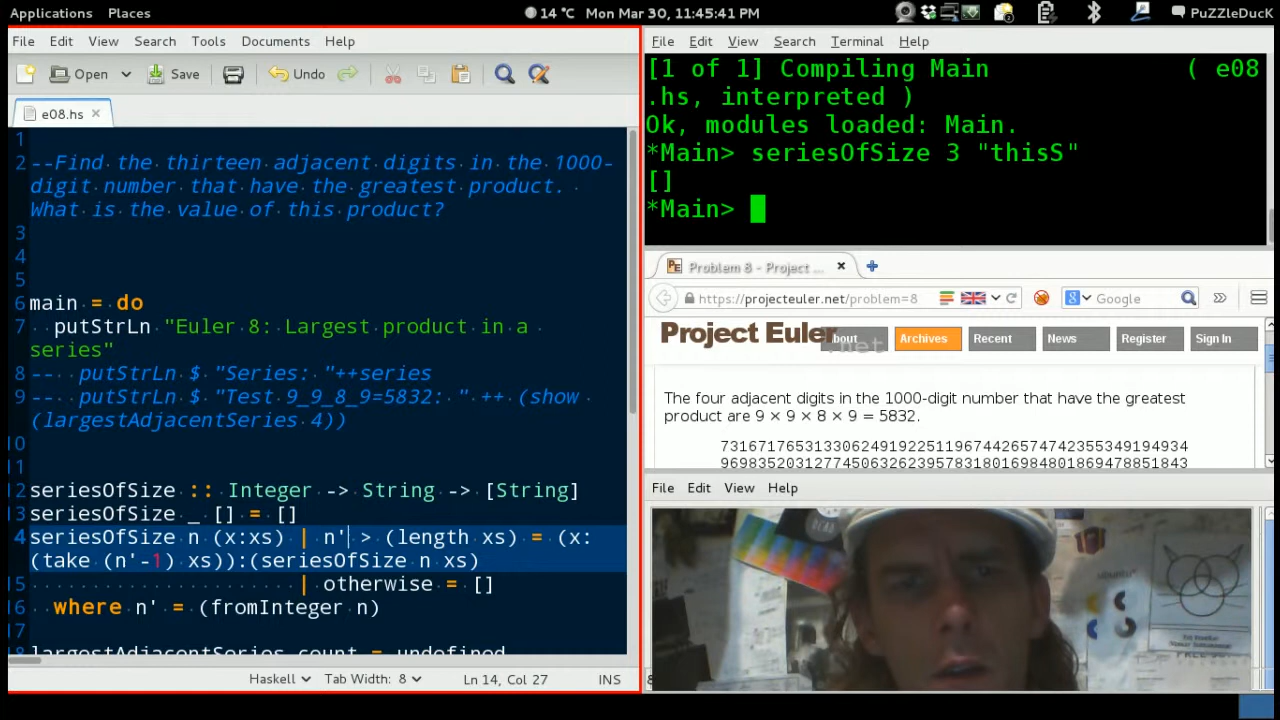 Applications Places 14 °C Mon Mar 30, 11:45:41 PM PuZZleDucK
File Edit View Search Tools Documents Help
Open Save Undo
e08.hs
1
2 --Find the thirteen adjacent digits in the 1000-
digit number that have the greatest product.
What is the value of this product?
3
4
5
6 main = do
7 putStrLn "Euler 8: Largest product in a
series"
8 -- putStrLn $ "Series: "++series
9 -- putStrLn $ "Test 9_9_8_9=5832: " ++ (show
(largestAdjacentSeries 4))
10
11
12 seriesOfSize :: Integer -> String -> [String]
13 seriesOfSize _ [] = []
4 seriesOfSize n (x:xs) | n' > (length xs) = (x:
(take (n'-1) xs)):(seriesOfSize n xs)
15 | otherwise = []
16 where n' = (fromInteger n)
17
18 largestAdjacentSeries count = undefined
Haskell Tab Width: 8 Ln 14, Col 27 INS
File Edit View Search Terminal Help
[1 of 1] Compiling Main ( e08
.hs, interpreted )
Ok, modules loaded: Main.
*Main> seriesOfSize 3 "thisS"
[]
*Main>
Problem 8 - Project ...
https://projecteuler.net/problem=8 Google
Project Euler .net About Archives Recent News Register Sign In
The four adjacent digits in the 1000-digit number that have the greatest
product are 9 × 9 × 8 × 9 = 5832.
73167176531330624919225119674426574742355349194934
96983520312774506326239578318016984801869478851843
File Edit View Help